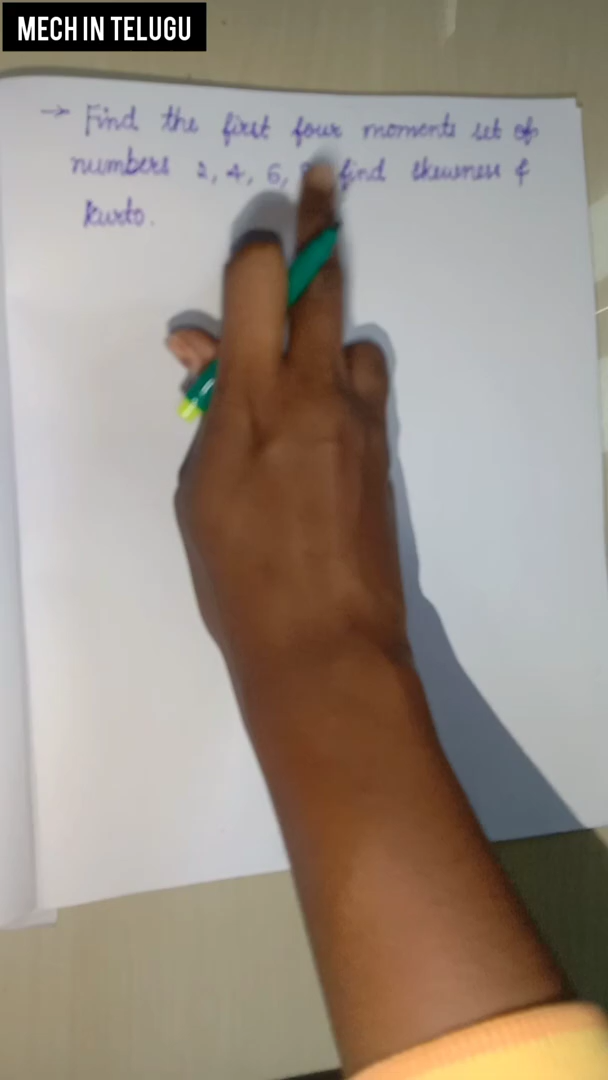 MECH IN TELUGU
→ Find the first four moments set of
numbers 2, 4, 6, find skewness &
kurto.